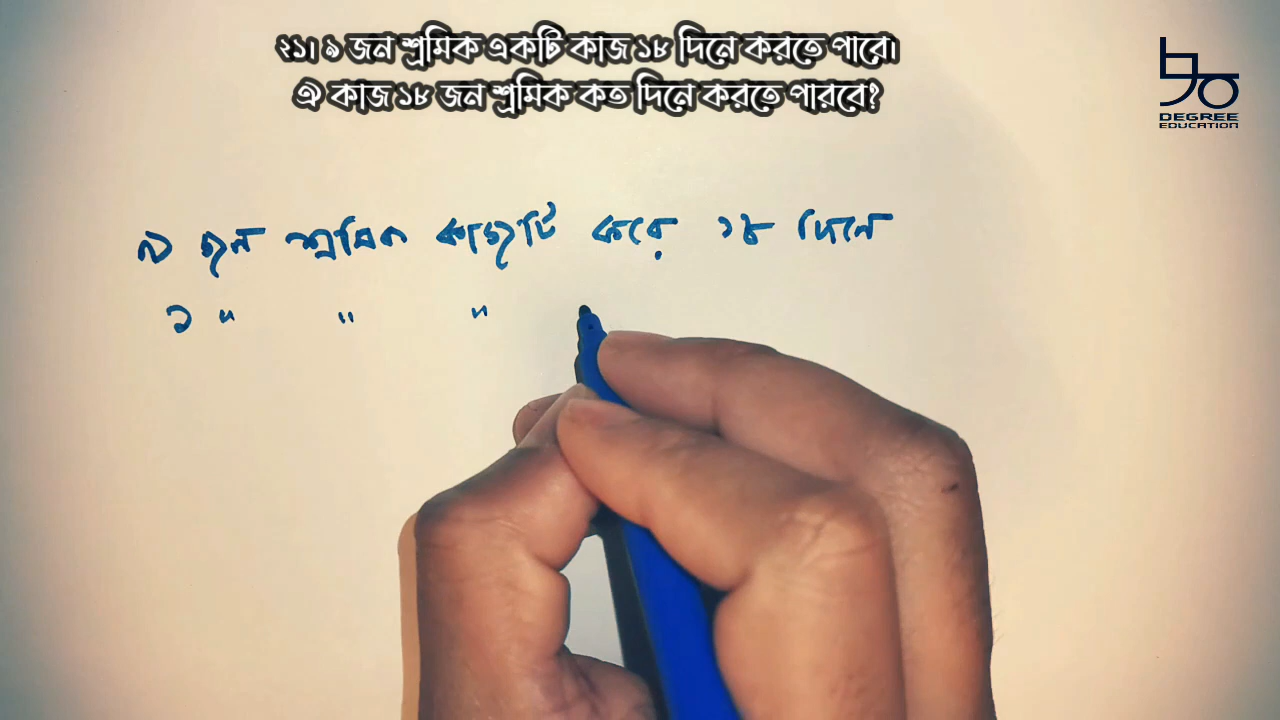 ২১। ৯ জন শ্রমিক একটি কাজ ১৮ দিনে করতে পারে।
ঐ কাজ ১৮ জন শ্রমিক কত দিনে করতে পারবে?
DEGREE
EDUCATION
৯ জন শ্রমিক কাজটি করে ১৮ দিনে
১ " " "